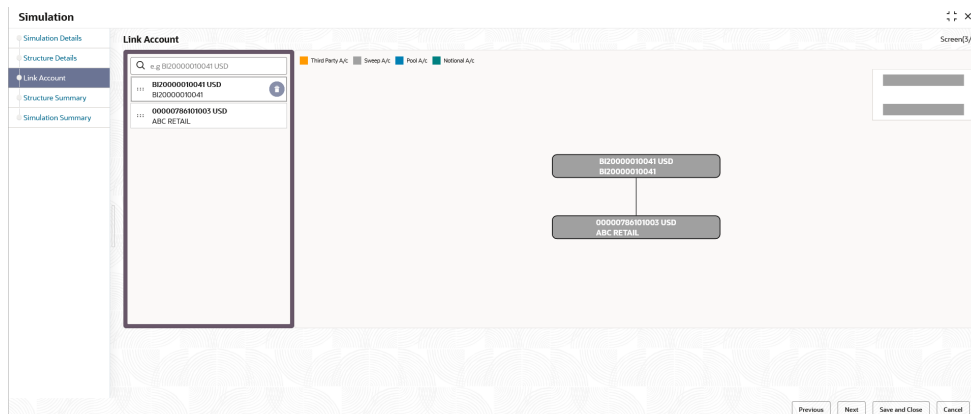 Simulation
Simulation Details
Structure Details
Link Account
Structure Summary
Simulation Summary
Link Account
Screen(3/
e.g BI20000010041 USD
BI20000010041 USD
BI20000010041
00000786101003 USD
ABC RETAIL
Third Party A/c
Sweep A/c
Pool A/c
Notional A/c
BI20000010041 USD
BI20000010041
00000786101003 USD
ABC RETAIL
Previous
Next
Save and Close
Cancel